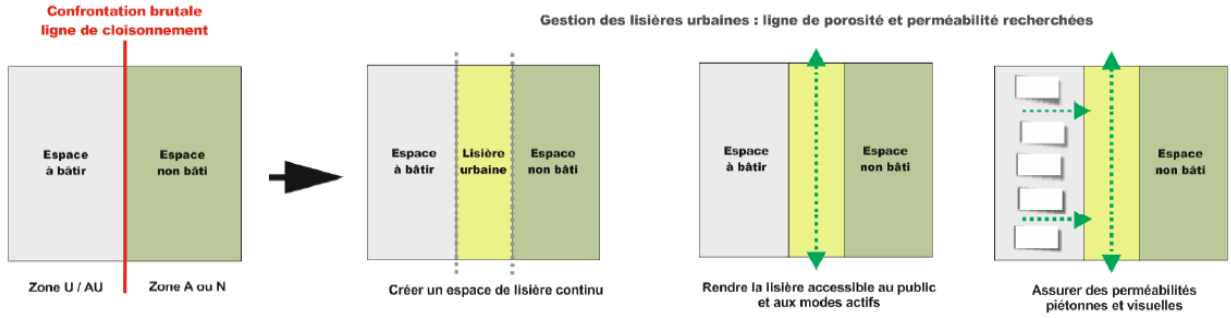 Confrontation brutale
ligne de cloisonnement
Gestion des lisières urbaines : ligne de porosité et perméabilité recherchées
Espace
à bâtir
Espace
non bâti
Zone U / AU
Zone A ou N
Espace
à bâtir
Lisière
urbaine
Espace
non bâti
Créer un espace de lisière continu
Espace
à bâtir
Espace
non bâti
Rendre la lisière accessible au public
et aux modes actifs
Espace
non bâti
Assurer des perméabilités
piétonnes et visuelles